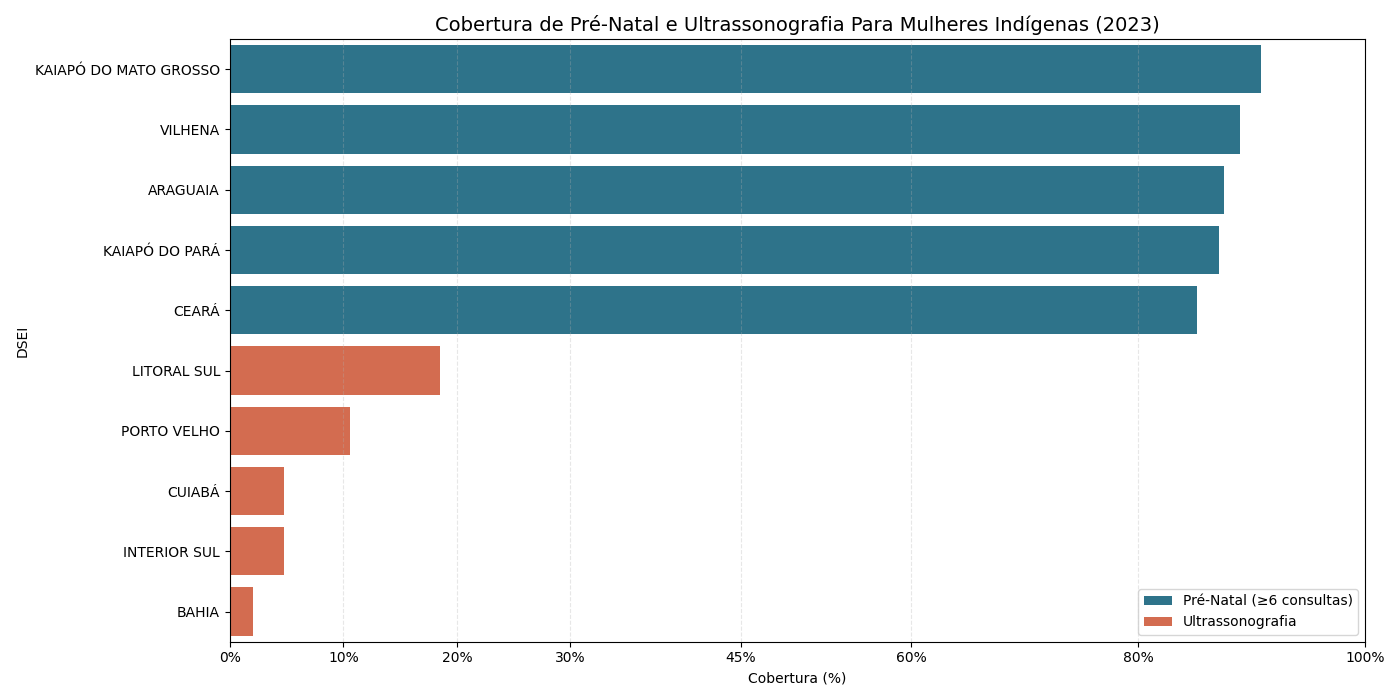 Cobertura de Pré-Natal e Ultrassonografia Para Mulheres Indígenas (2023)
DSEI
KAIAPÓ DO MATO GROSSO
VILHENA
ARAGUAIA
KAIAPÓ DO PARÁ
CEARÁ
LITORAL SUL
PORTO VELHO
CUIABÁ
INTERIOR SUL
BAHIA
Pré-Natal (≥6 consultas)
Ultrassonografia
0% 10% 20% 30% 45% 60% 80% 100%
Cobertura (%)